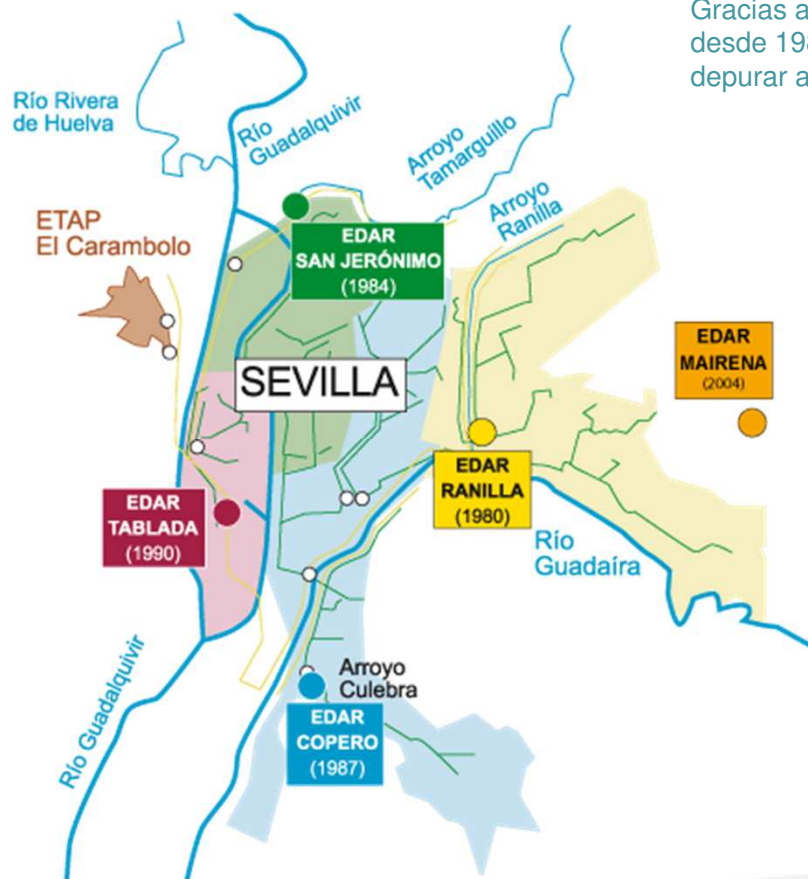 Gracias a
desde 198
depurar a
Río Rivera
de Huelva
Río
Guadalquivir
Arroyo
Tamarguillo
Arroyo
Ranilla
ETAP
El Carambolo
EDAR
SAN JERÓNIMO
(1984)
EDAR
MAIRENA
(2004)
SEVILLA
EDAR
RANILLA
(1980)
EDAR
TABLADA
(1990)
Río
Guadaíra
Río Guadalquivir
Arroyo
Culebra
EDAR
COPERO
(1987)